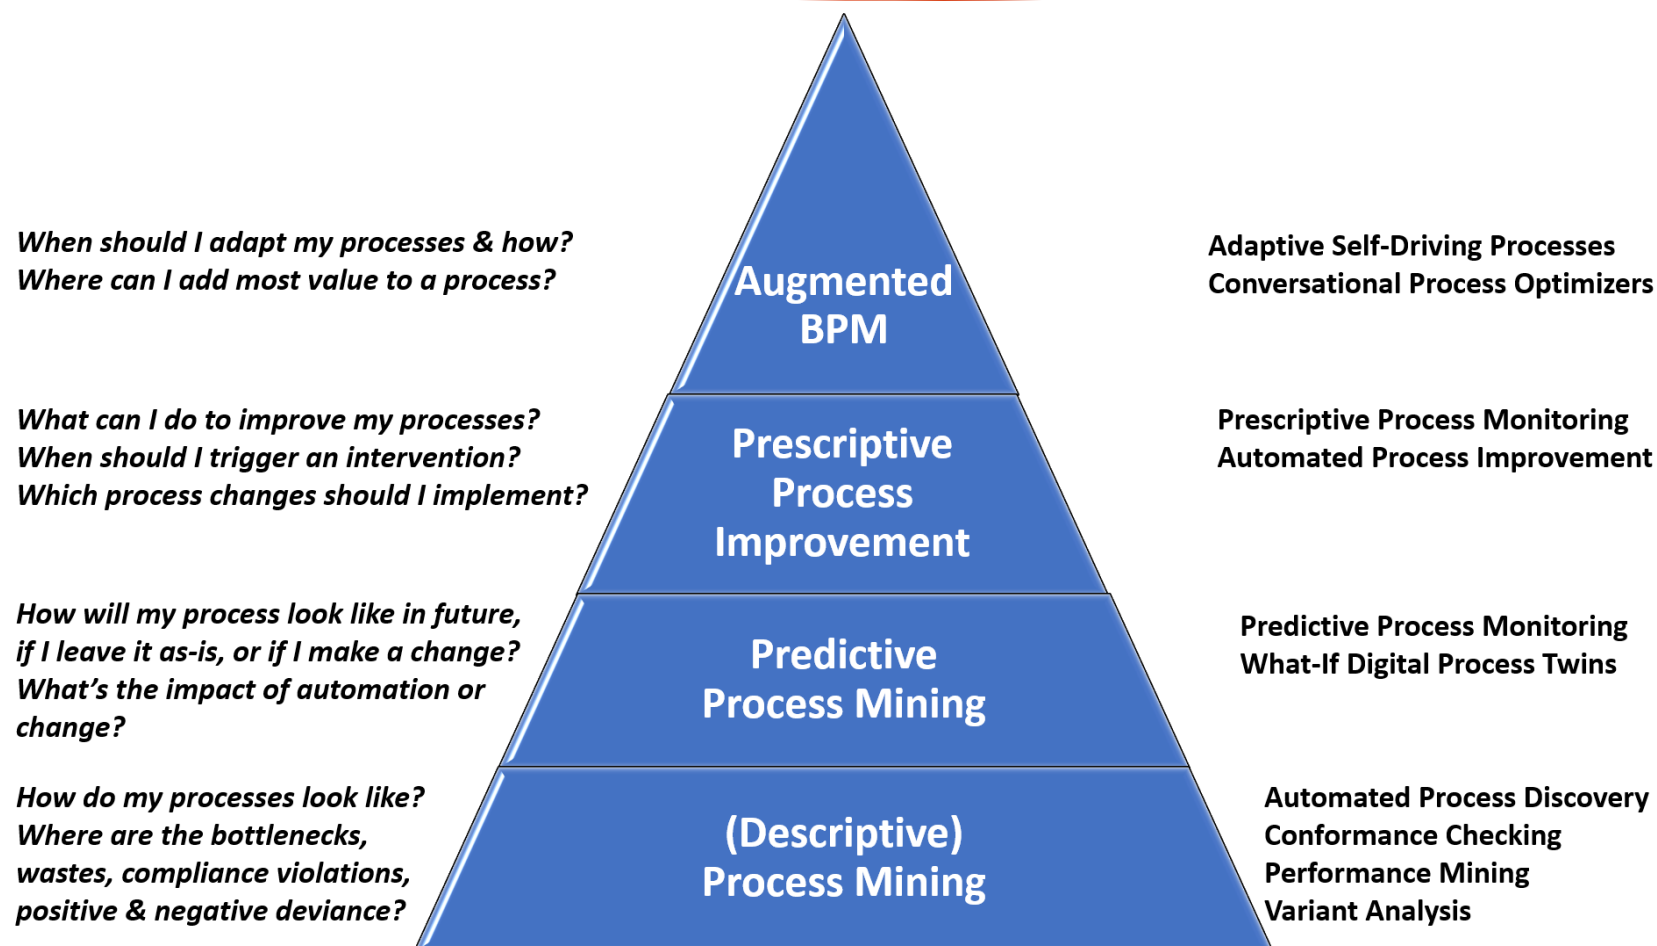 When should I adapt my processes & how?
Where can I add most value to a process?
Augmented
BPM
Adaptive Self-Driving Processes
Conversational Process Optimizers
What can I do to improve my processes?
When should I trigger an intervention?
Which process changes should I implement?
Prescriptive
Process
Improvement
Prescriptive Process Monitoring
Automated Process Improvement
How will my process look like in future,
if I leave it as-is, or if I make a change?
What’s the impact of automation or
change?
Predictive
Process Mining
Predictive Process Monitoring
What-If Digital Process Twins
How do my processes look like?
Where are the bottlenecks,
wastes, compliance violations,
positive & negative deviance?
(Descriptive)
Process Mining
Automated Process Discovery
Conformance Checking
Performance Mining
Variant Analysis